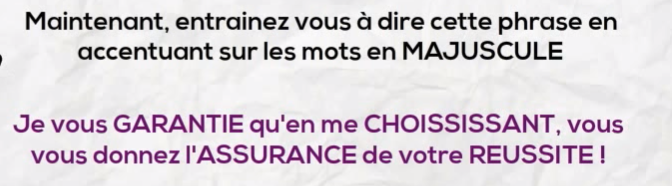 Maintenant, entrainez vous à dire cette phrase en
accentuant sur les mots en MAJUSCULE
Je vous GARANTIE qu'en me CHOISSISSANT, vous
vous donnez l'ASSURANCE de votre REUSSITE !